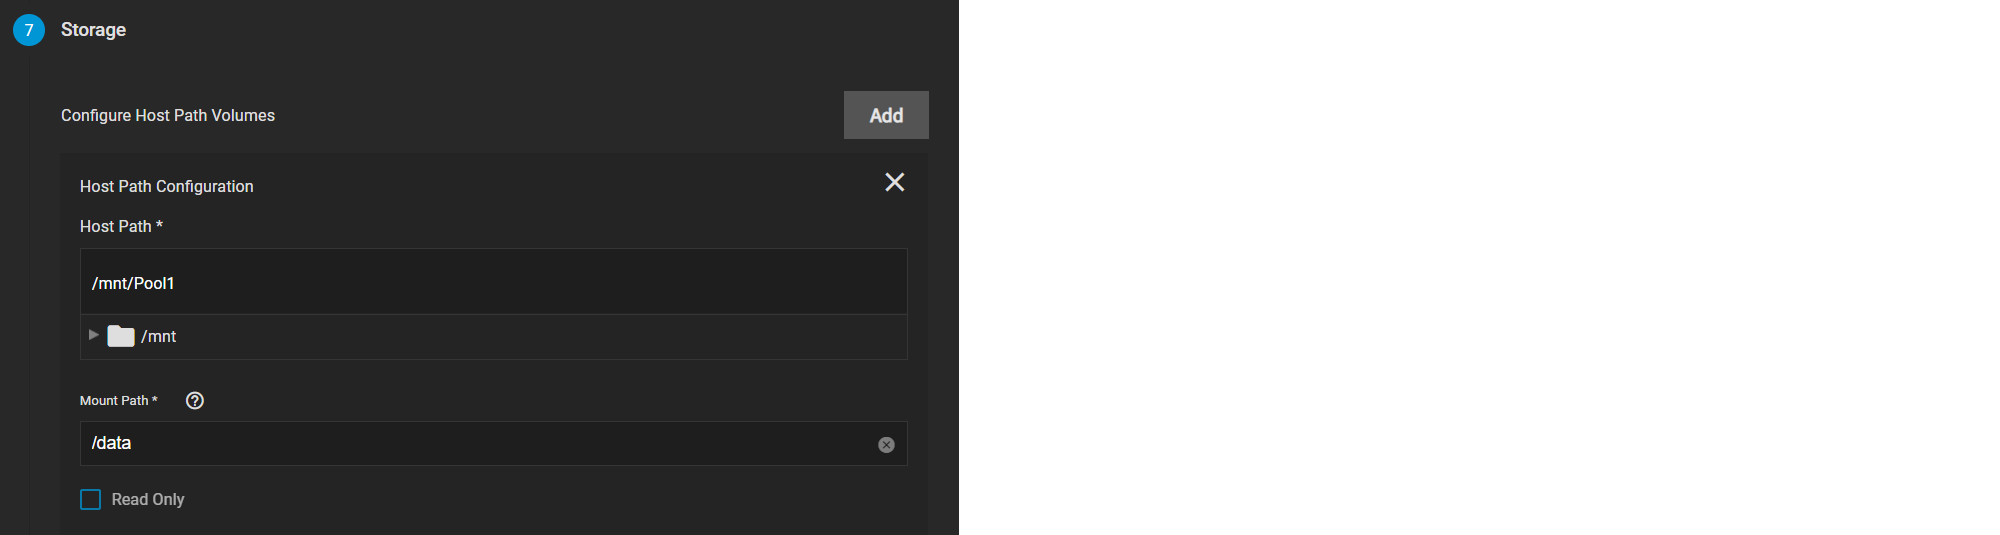 7 Storage
Configure Host Path Volumes Add
Host Path Configuration
Host Path *
/mnt/Pool1
/mnt
Mount Path *
/data
Read Only